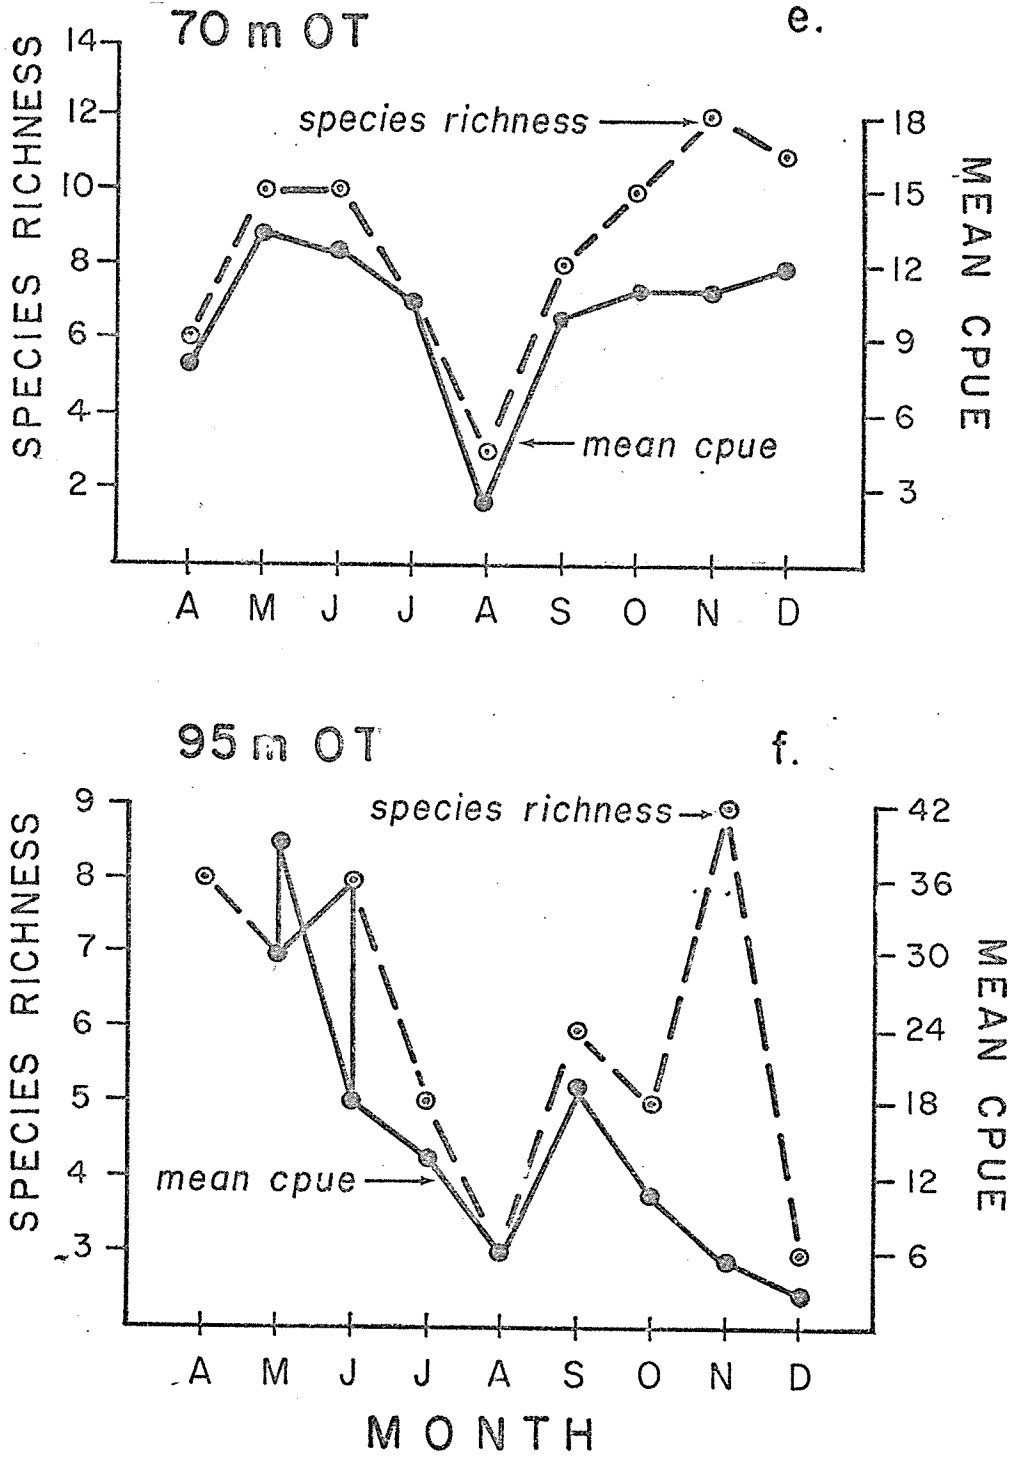 70 m OT
e.
SPECIES RICHNESS
14
12
10
8
6
4
2
species richness
mean cpue
18
15
12
9
6
3
MEAN CPUE
A M J J A S O N D
95 m OT
f.
SPECIES RICHNESS
9
8
7
6
5
4
3
species richness
mean cpue
42
36
30
24
18
12
6
MEAN CPUE
A M J J A S O N D
MONTH